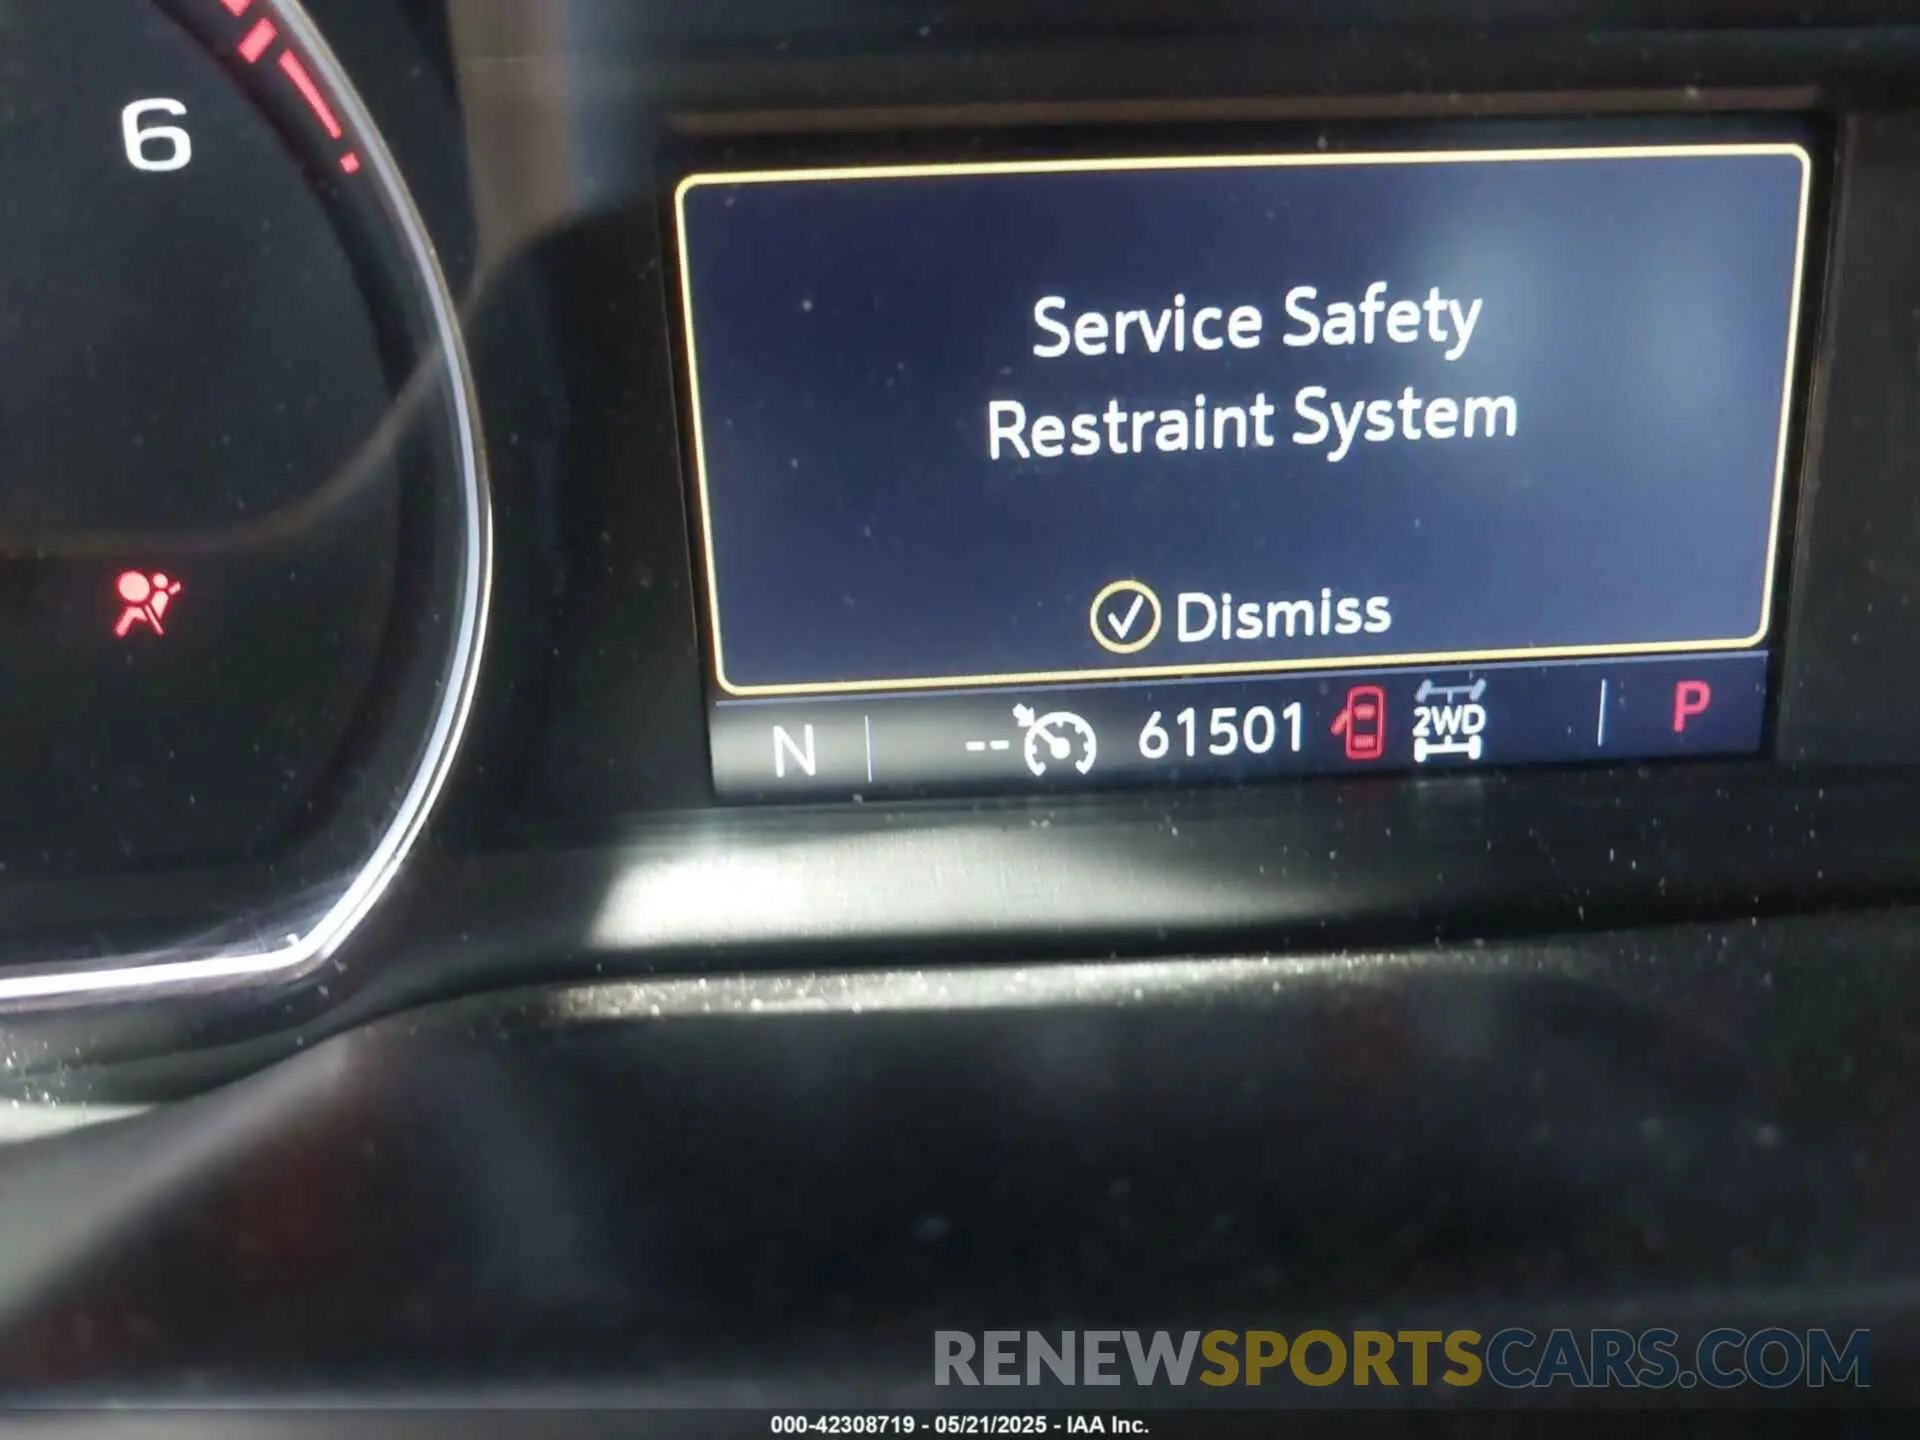 6
Service Safety
Restraint System
Dismiss
N -- 61501 2WD P
RENEWSPORTSCARS.COM
000-42308719 - 05/21/2025 - IAA Inc.